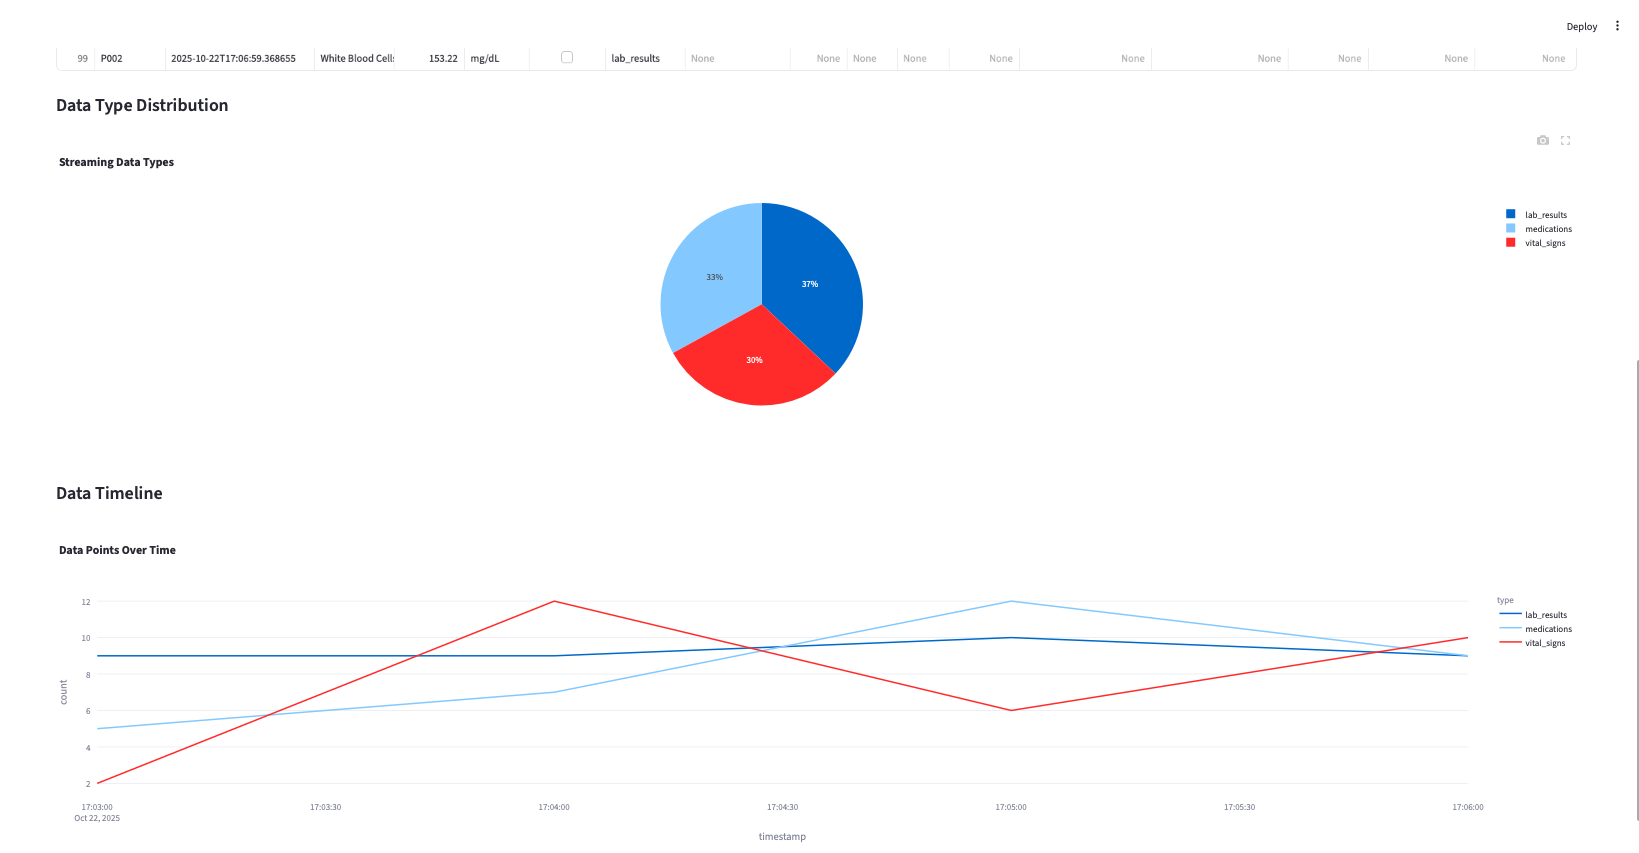 Deploy
99 P002 2025-10-22T17:06:59.368655 White Blood Cells 153.22 mg/dL lab_results None None None None None None None None None None
Data Type Distribution
Streaming Data Types
lab_results
medications
vital_signs
33%
37%
30%
Data Timeline
Data Points Over Time
type
lab_results
medications
vital_signs
count
12
10
8
6
4
2
17:03:00 17:03:30 17:04:00 17:04:30 17:05:00 17:05:30 17:06:00
Oct 22, 2025
timestamp